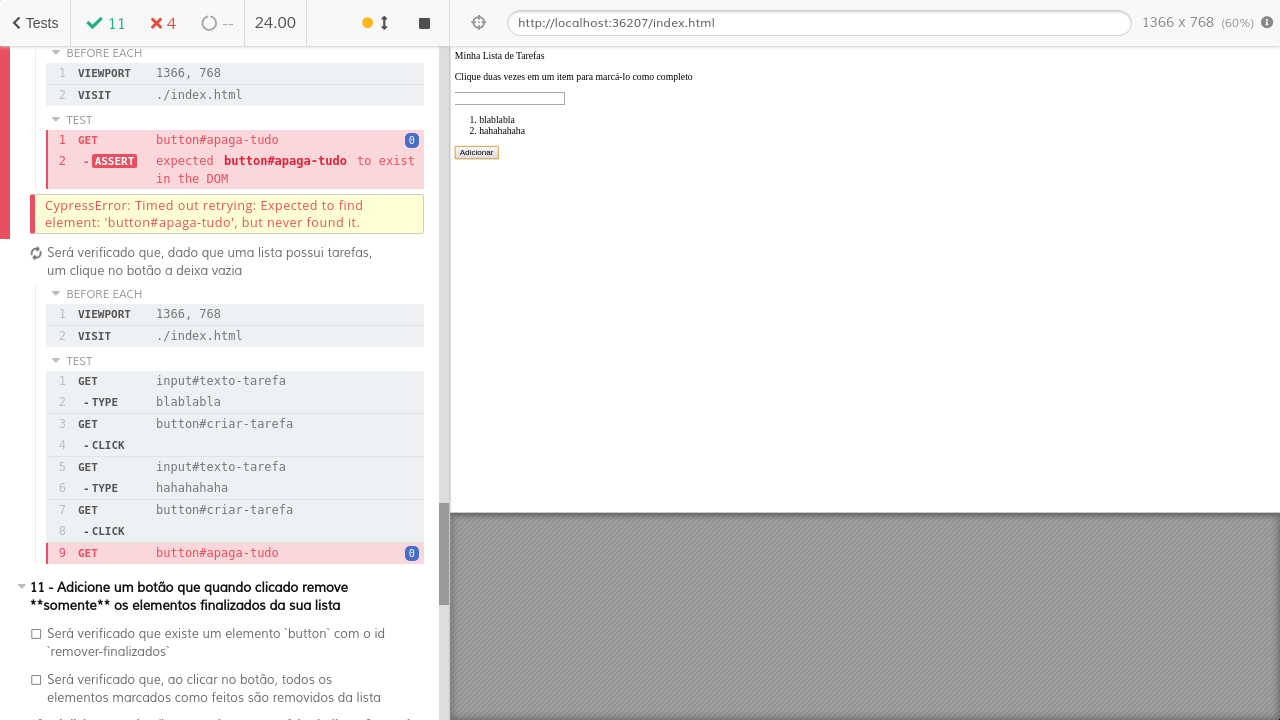 Tests
11
4
--
24.00
http://localhost:36207/index.html
1366 x 768 (60%)
BEFORE EACH
1 VIEWPORT 1366, 768
2 VISIT ./index.html
TEST
1 GET button#apaga-tudo 0
2 -ASSERT expected button#apaga-tudo to exist
in the DOM
CypressError: Timed out retrying: Expected to find
element: 'button#apaga-tudo', but never found it.
Será verificado que, dado que uma lista possui tarefas,
um clique no botão a deixa vazia
BEFORE EACH
1 VIEWPORT 1366, 768
2 VISIT ./index.html
TEST
1 GET input#texto-tarefa
2 -TYPE blablabla
3 GET button#criar-tarefa
4 -CLICK
5 GET input#texto-tarefa
6 -TYPE hahahahaha
7 GET button#criar-tarefa
8 -CLICK
9 GET button#apaga-tudo 0
11 - Adicione um botão que quando clicado remove
**somente** os elementos finalizados da sua lista
Será verificado que existe um elemento `button` com o id
`remover-finalizados`
Será verificado que, ao clicar no botão, todos os
elementos marcados como feitos são removidos da lista
Minha Lista de Tarefas
Clique duas vezes em um item para marcá-lo como completo
1. blablabla
2. hahahahaha
Adicionar